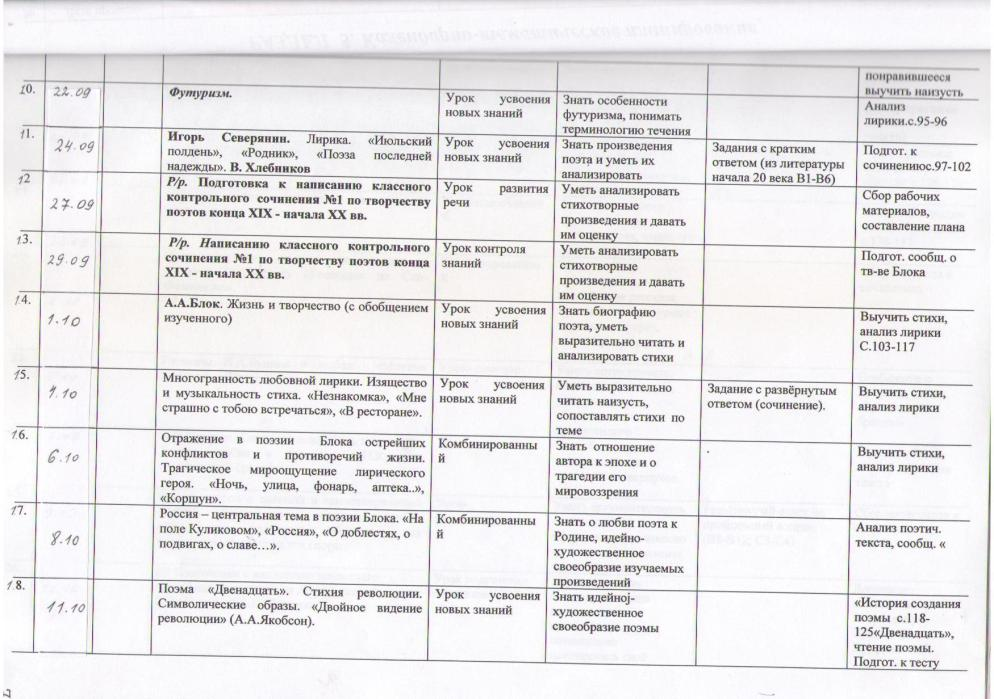 РАЗДЕЛ 5. Календарно-тематическое планирование
понравившееся
выучить наизусть
10.
22.09
Футуризм.
Урок усвоения
новых знаний
Знать особенности
футуризма, понимать
терминологию течения
Анализ
лирики.с.95-96
11.
24.09
Игорь Северянин. Лирика. «Июльский
полдень», «Родник», «Поэза последней
надежды». В. Хлебников
Урок усвоения
новых знаний
Знать произведения
поэта и уметь их
анализировать
Задания с кратким
ответом (из литературы
начала 20 века В1-В6)
Подгот. к
сочинениюс.97-102
12
27.09
Р/р. Подготовка к написанию классного
контрольного сочинения №1 по творчеству
поэтов конца XIX - начала XX вв.
Урок развития
речи
Уметь анализировать
стихотворные
произведения и давать
им оценку
Сбор рабочих
материалов,
составление плана
13.
29.09
Р/р. Написанию классного контрольного
сочинения №1 по творчеству поэтов конца
XIX - начала XX вв.
Урок контроля
знаний
Уметь анализировать
стихотворные
произведения и давать
им оценку
Подгот. сообщ. о
тв-ве Блока
14.
1.10
А.А.Блок. Жизнь и творчество (с обобщением
изученного)
Урок усвоения
новых знаний
Знать биографию
поэта, уметь
выразительно читать и
анализировать стихи
Выучить стихи,
анализ лирики
С.103-117
15.
4.10
Многогранность любовной лирики. Изящество
и музыкальность стиха. «Незнакомка», «Мне
страшно с тобою встречаться», «В ресторане».
Урок усвоения
новых знаний
Уметь выразительно
читать наизусть,
сопоставлять стихи по
теме
Задание с развёрнутым
ответом (сочинение).
Выучить стихи,
анализ лирики
16.
6.10
Отражение в поэзии Блока острейших
конфликтов и противоречий жизни.
Трагическое мироощущение лирического
героя. «Ночь, улица, фонарь, аптека..»,
«Коршун».
Комбинированны
й
Знать отношение
автора к эпохе и о
трагедии его
мировоззрения
Выучить стихи,
анализ лирики
17.
8.10
Россия – центральная тема в поэзии Блока. «На
поле Куликовом», «Россия», «О доблестях, о
подвигах, о славе…».
Комбинированны
й
Знать о любви поэта к
Родине, идейно-
художественное
своеобразие изучаемых
произведений
Анализ поэтич.
текста, сообщ. «
18.
11.10
Поэма «Двенадцать». Стихия революции.
Символические образы. «Двойное видение
революции» (А.А.Якобсон).
Урок усвоения
новых знаний
Знать идейноj-
художественное
своеобразие поэмы
«История создания
поэмы с.118-
125«Двенадцать»,
чтение поэмы.
Подгот. к тесту